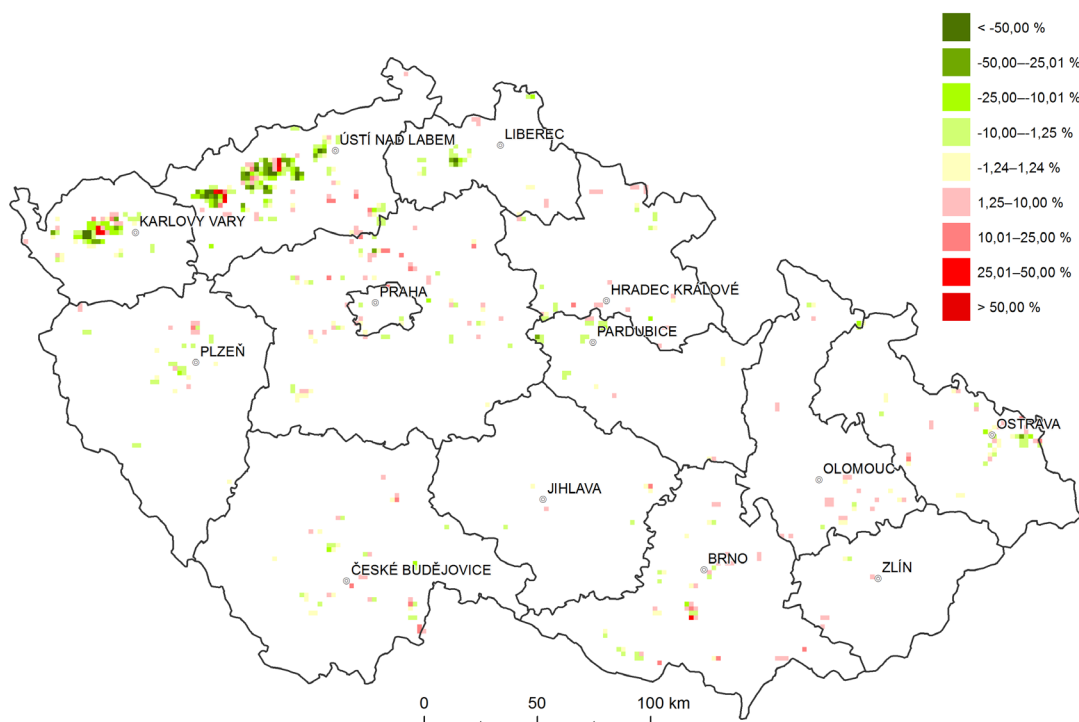 < -50,00 %
-50,00–-25,01 %
-25,00–-10,01 %
-10,00–-1,25 %
-1,24–1,24 %
1,25–10,00 %
10,01–25,00 %
25,01–50,00 %
> 50,00 %
ÚSTÍ NAD LABEM
LIBEREC
KARLOVY VARY
PRAHA
HRADEC KRÁLOVÉ
PARDUBICE
PLZEŇ
OSTRAVA
OLOMOUC
JIHLAVA
BRNO
ZLÍN
ČESKÉ BUDĚJOVICE
0 50 100 km